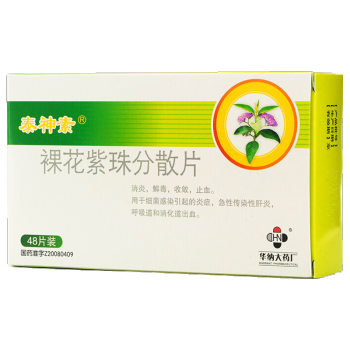 泰神素®
裸花紫珠分散片
消炎，解毒，收敛，止血。
用于细菌感染引起的炎症，急性传染性肝炎，
呼吸道和消化道出血。
48片装
国药准字Z20080409
CHN
®
华纳大药厂